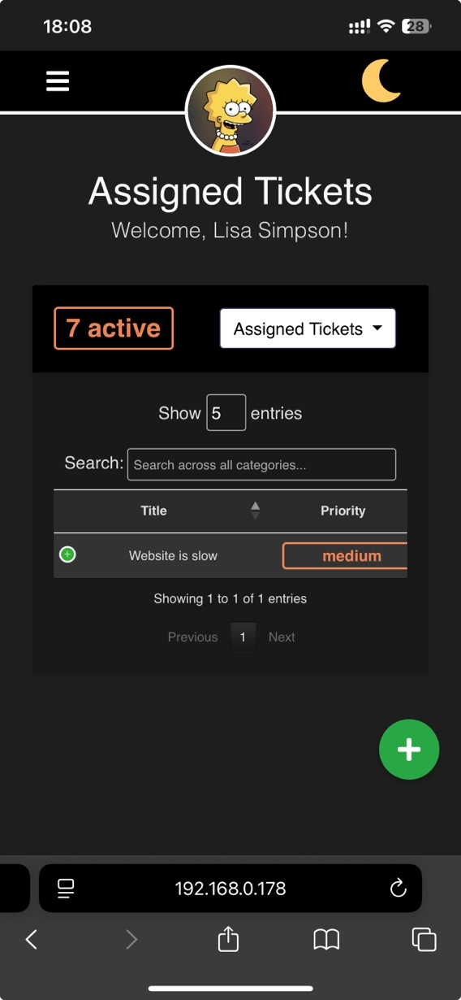 18:08
28
Assigned Tickets
Welcome, Lisa Simpson!
7 active
Assigned Tickets
Show 5 entries
Search: Search across all categories...
Title Priority
Website is slow medium
Showing 1 to 1 of 1 entries
Previous 1 Next
192.168.0.178